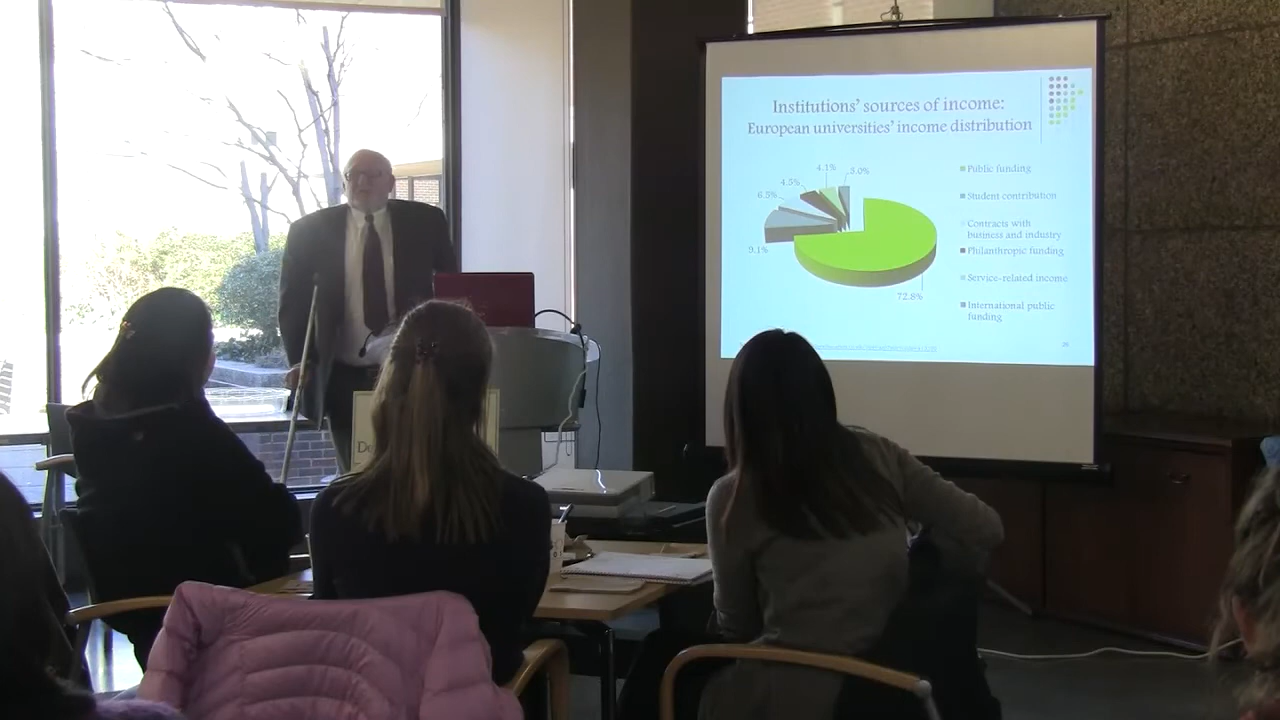 Institutions' sources of income:
European universities' income distribution
4.1%
5.0%
4.5%
6.5%
9.1%
72.8%
Public funding
Student contribution
Contracts with
business and industry
Philanthropic funding
Service-related income
International public
funding